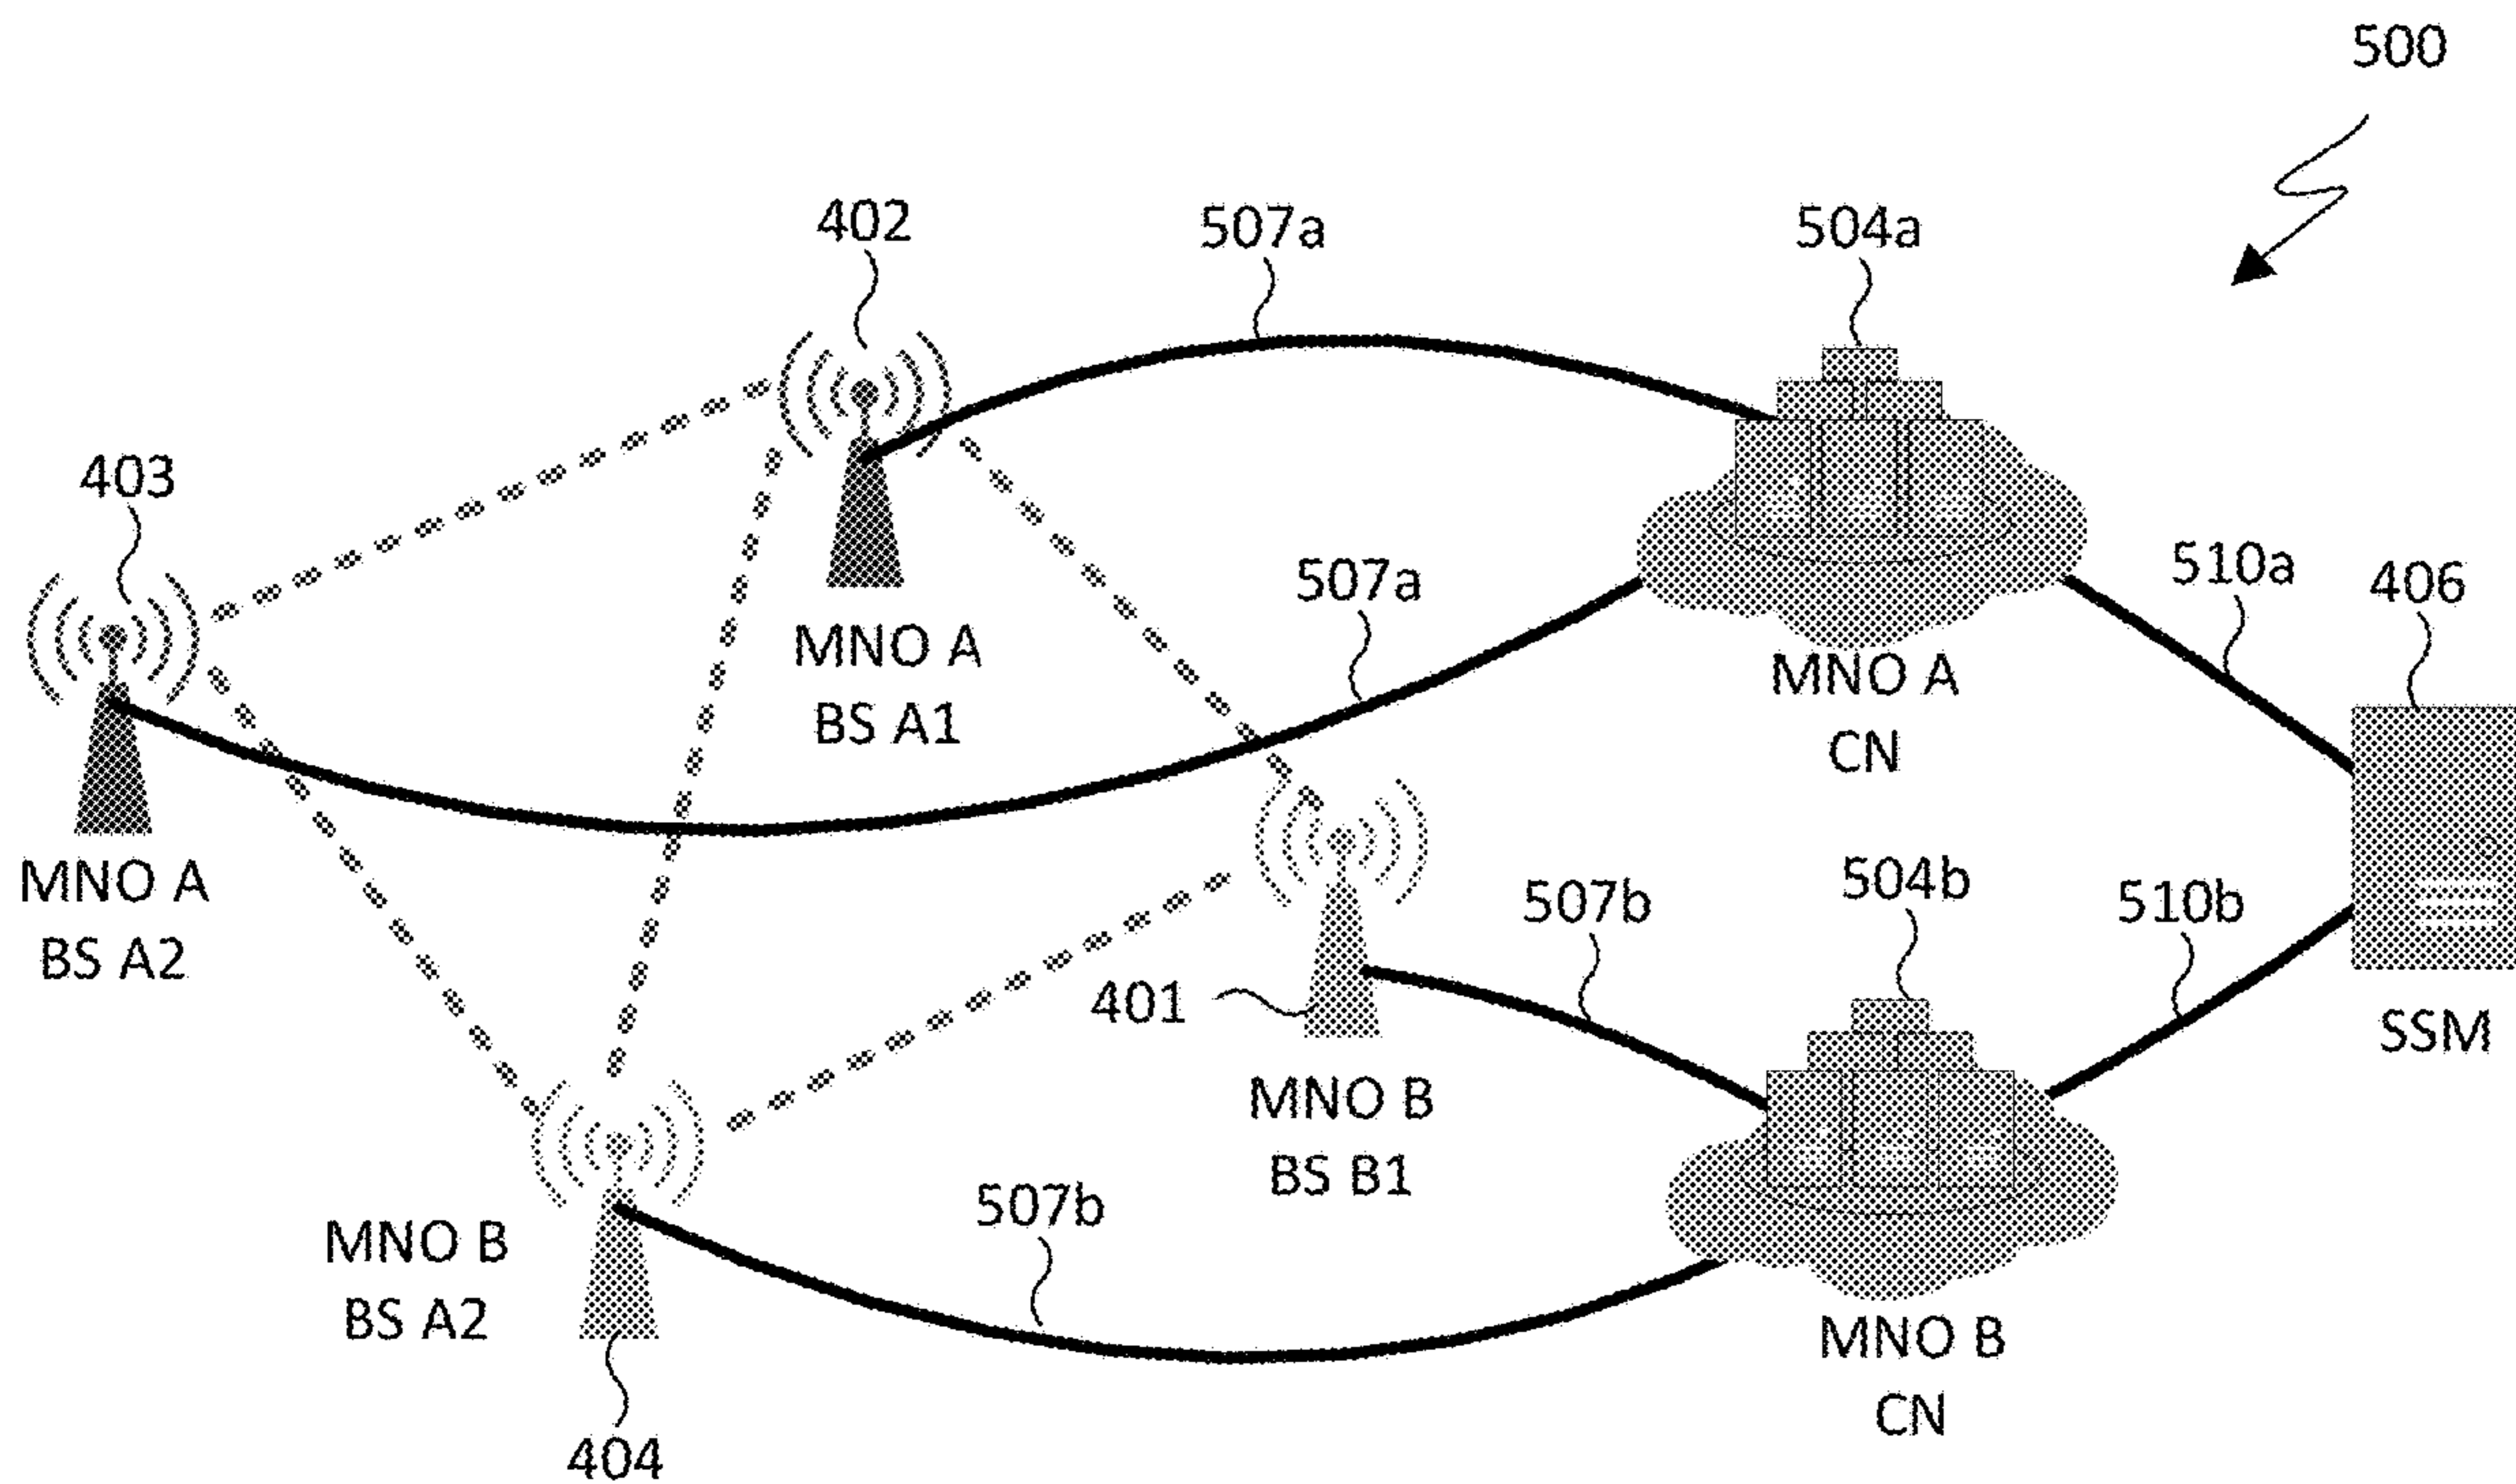 500
402
507a
504a
403
507a
510a
406
MNO A
BS A1
MNO A
CN
MNO A
BS A2
507b
504b
510b
401
SSM
MNO B
BS B1
507b
MNO B
BS A2
MNO B
CN
404